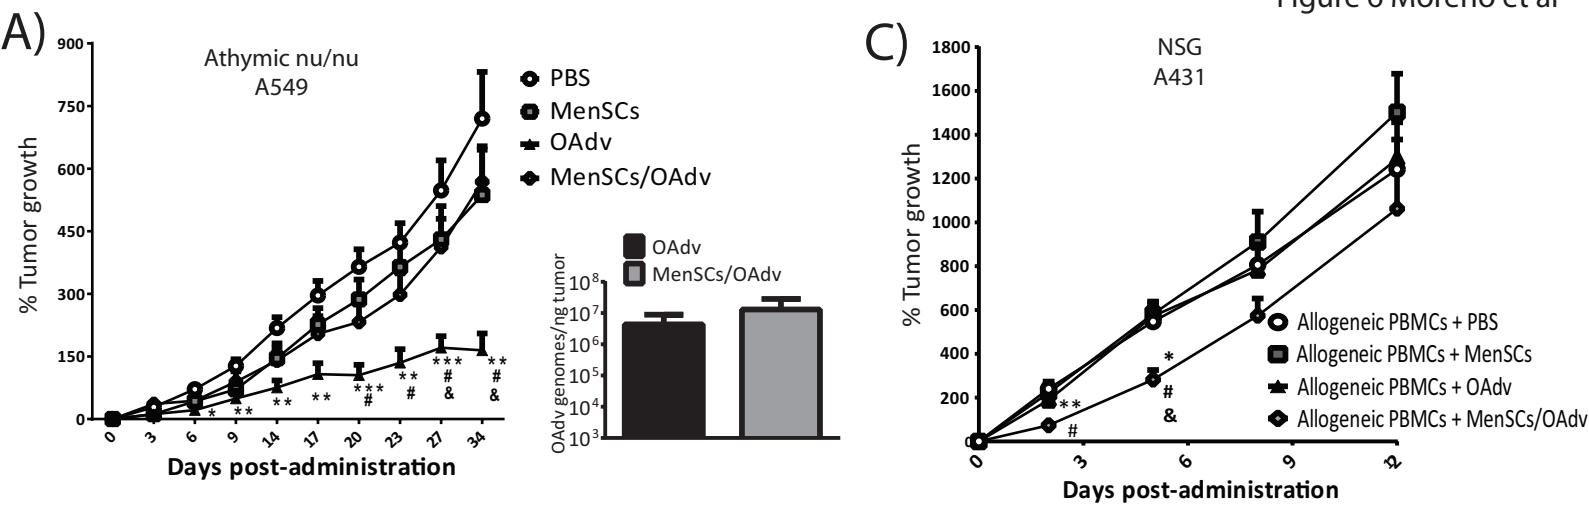 Figure 6 Moreno et al
A)
Athymic nu/nu
A549
900
750
600
450
300
150
0
% Tumor growth
0 3 6 9 14 17 20 23 27 34
Days post-administration
PBS
MenSCs
OAdv
MenSCs/OAdv
*
**
**
**
***
#
**
#
***
#
&
**
#
&
OAdv
MenSCs/OAdv
OAdv genomes/ng tumor
10⁸
10⁷
10⁶
10⁵
10⁴
10³
C)
NSG
A431
1800
1600
1400
1200
1000
800
600
400
200
0
% Tumor growth
0 3 6 9 12
Days post-administration
**
#
*
#
&
Allogeneic PBMCs + PBS
Allogeneic PBMCs + MenSCs
Allogeneic PBMCs + OAdv
Allogeneic PBMCs + MenSCs/OAdv